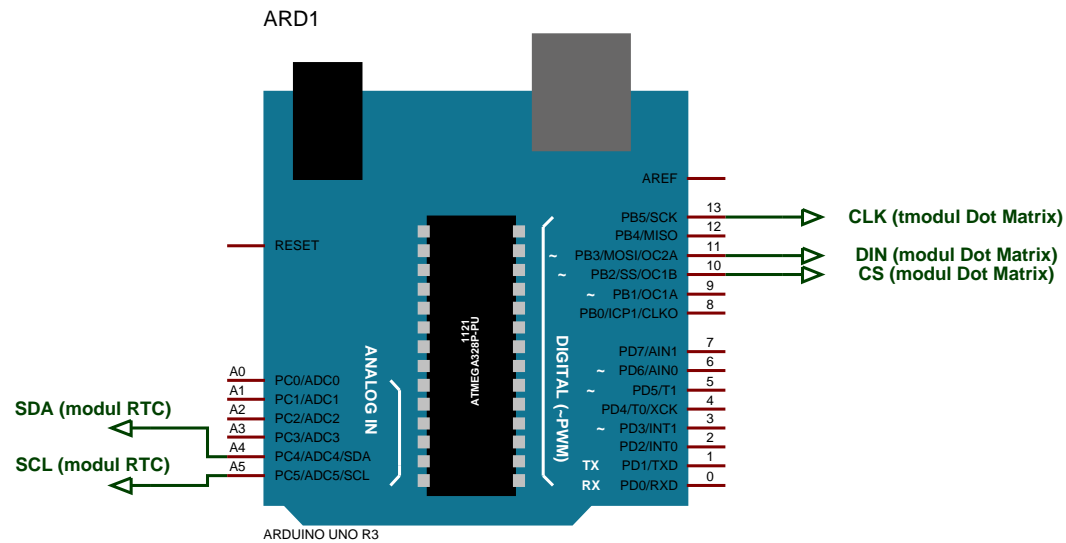 ARD1
AREF
13
PB5/SCK
CLK (tmodul Dot Matrix)
12
PB4/MISO
RESET
11
~ PB3/MOSI/OC2A
DIN (modul Dot Matrix)
10
~ PB2/SS/OC1B
CS (modul Dot Matrix)
9
~ PB1/OC1A
8
PB0/ICP1/CLKO
1121
ATMEGA328P-PU
DIGITAL (~PWM)
ANALOG IN
7
PD7/AIN1
6
~ PD6/AIN0
5
~ PD5/T1
4
PD4/T0/XCK
3
~ PD3/INT1
2
PD2/INT0
1
TX PD1/TXD
0
RX PD0/RXD
A0
PC0/ADC0
A1
PC1/ADC1
A2
PC2/ADC2
SDA (modul RTC)
A3
PC3/ADC3
A4
PC4/ADC4/SDA
SCL (modul RTC)
A5
PC5/ADC5/SCL
ARDUINO UNO R3